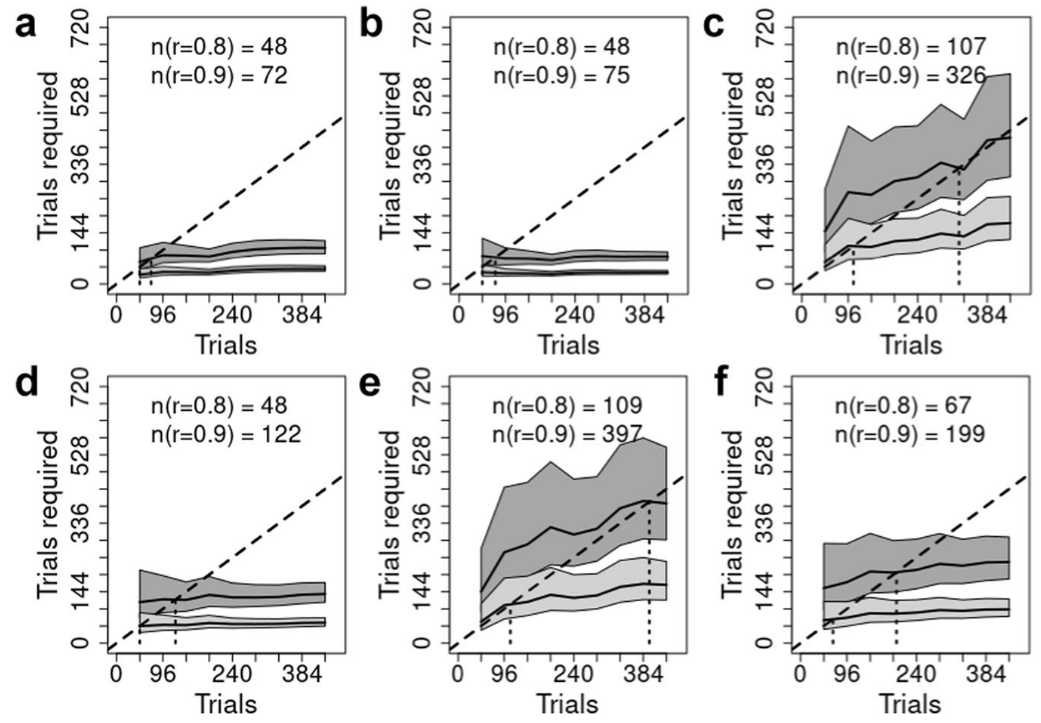 a
n(r=0.8) = 48
n(r=0.9) = 72
Trials required
720
528
336
144
0
0 96 240 384
Trials
b
n(r=0.8) = 48
n(r=0.9) = 75
Trials required
720
528
336
144
0
0 96 240 384
Trials
c
n(r=0.8) = 107
n(r=0.9) = 326
Trials required
720
528
336
144
0
0 96 240 384
Trials
d
n(r=0.8) = 48
n(r=0.9) = 122
Trials required
720
528
336
144
0
0 96 240 384
Trials
e
n(r=0.8) = 109
n(r=0.9) = 397
Trials required
720
528
336
144
0
0 96 240 384
Trials
f
n(r=0.8) = 67
n(r=0.9) = 199
Trials required
720
528
336
144
0
0 96 240 384
Trials